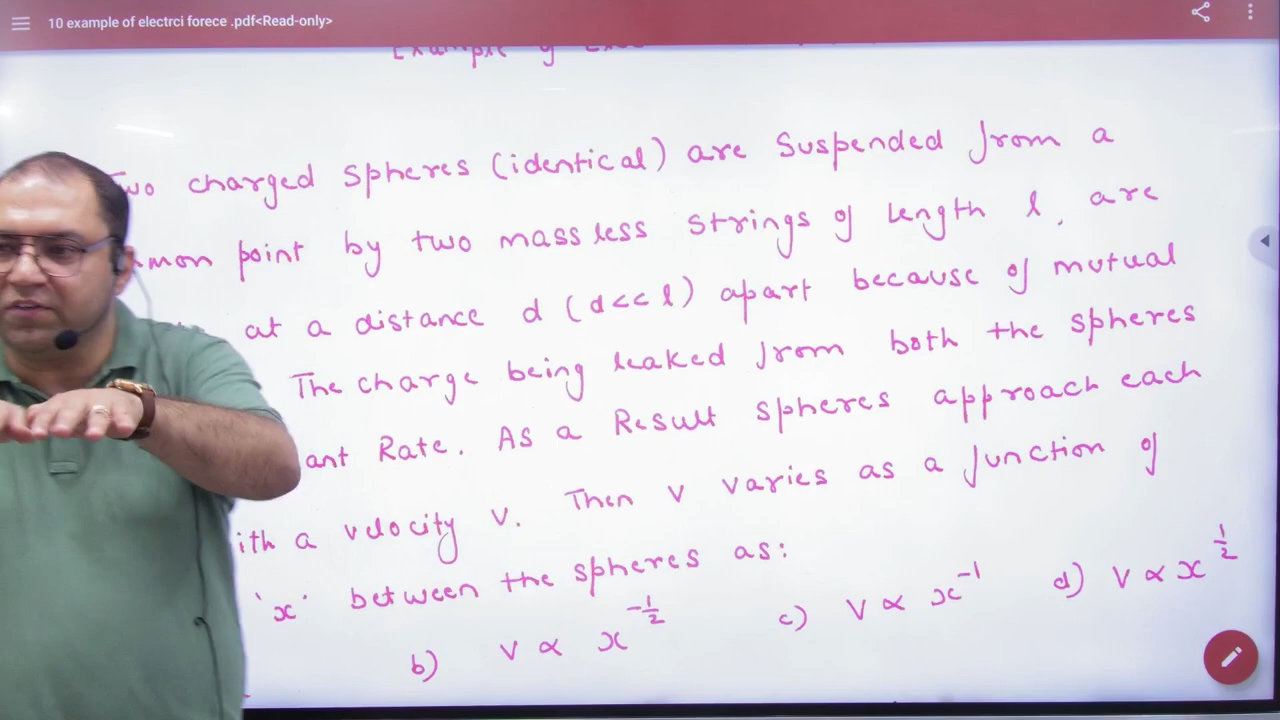 10 example of electrci forece .pdf<Read-only>
Example of
charged spheres (identical) are Suspended from a
point by two massless strings of length l, are
at a distance d (d<<l) apart because of mutual
The charge being leaked from both the spheres
ant Rate. As a Result spheres approach each
ith a velocity v. Then v varies as a function of
'x' between the spheres as:
b) v ∝ x^{-1/2} c) v ∝ x^{-1} d) v ∝ x^{1/2}